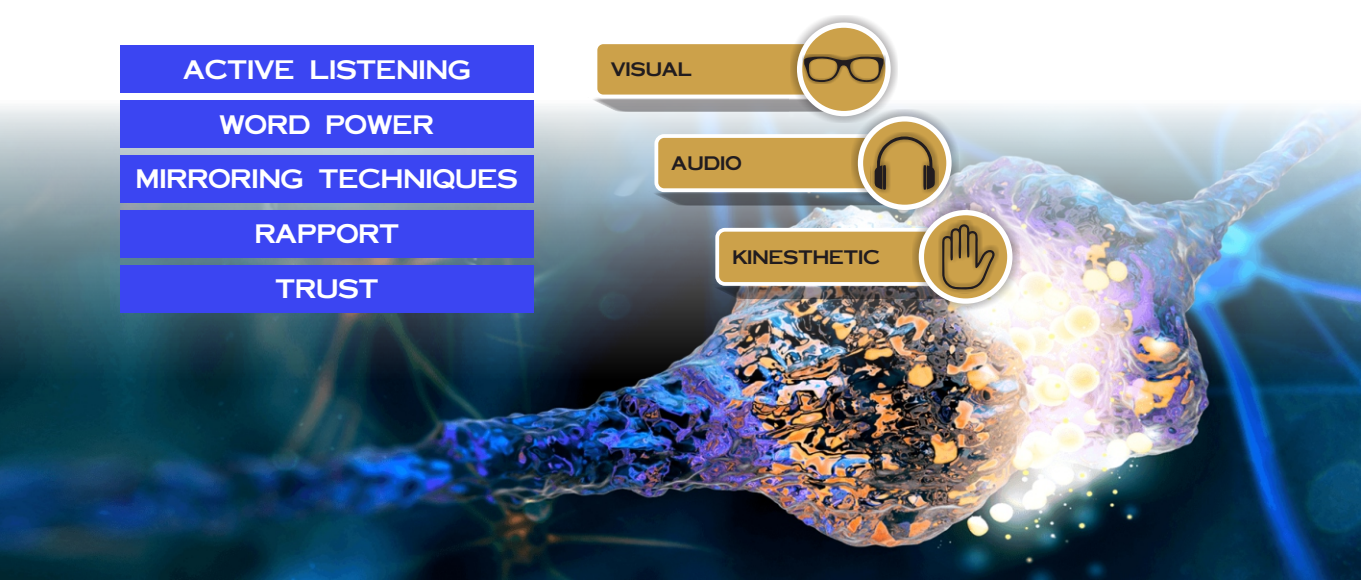 ACTIVE LISTENING
WORD POWER
MIRRORING TECHNIQUES
RAPPORT
TRUST
VISUAL
AUDIO
KINESTHETIC